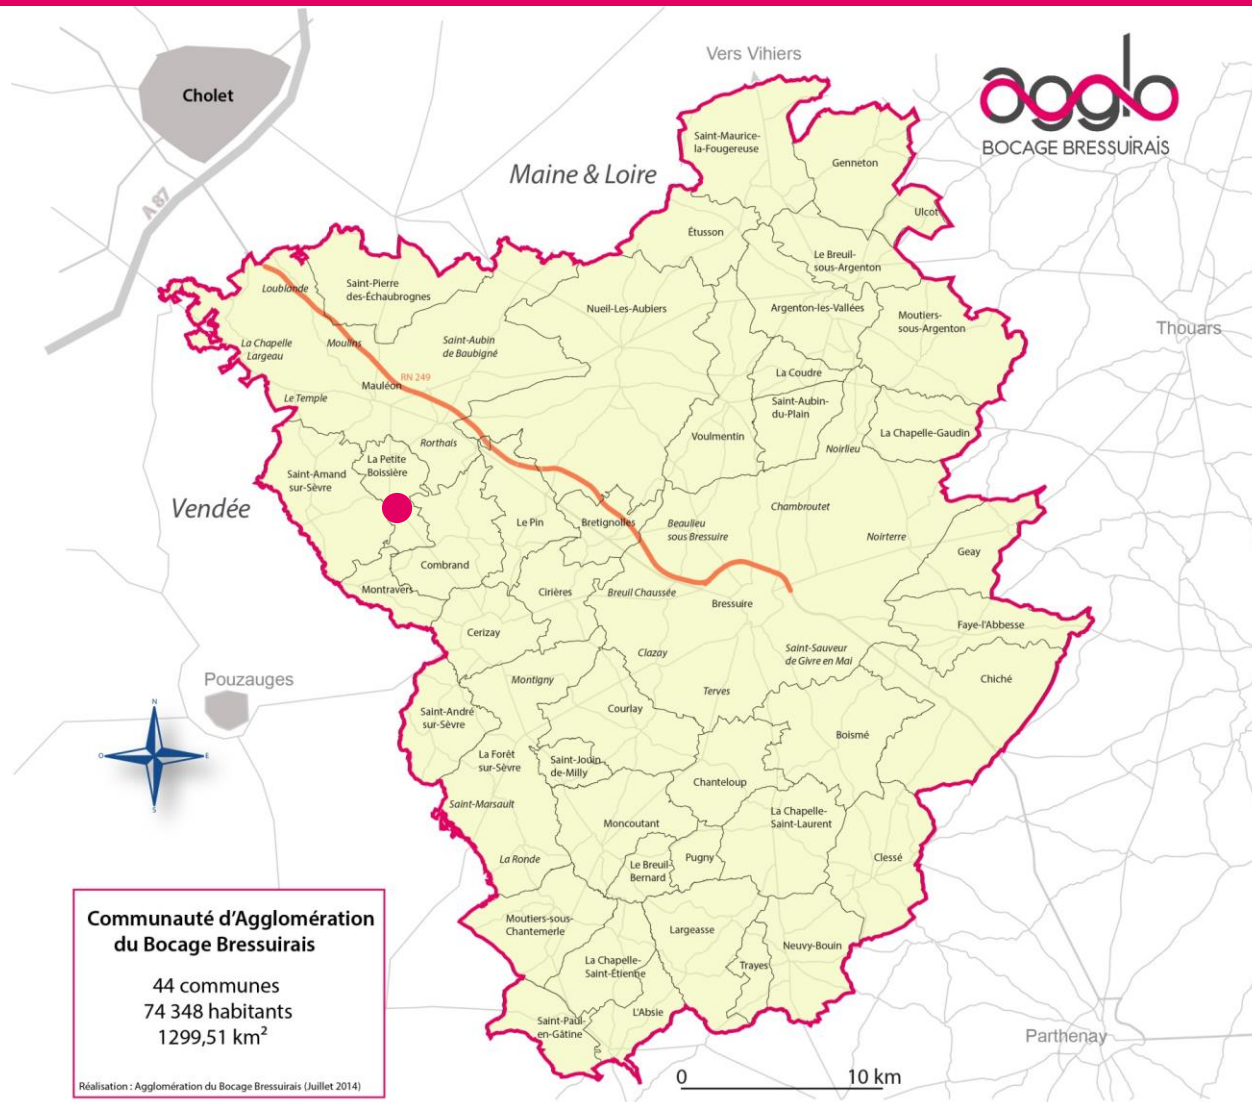 Vers Vihiers
Cholet
agglo
BOCAGE BRESSUIRAIS
Saint-Maurice-
la-Fougereuse
Genneton
Maine & Loire
A 87
Ulcot
Étusson
Le Breuil-
sous-Argenton
Loublande
Saint-Pierre
des-Échaubrognes
Nueil-Les-Aubiers
Argenton-les-Vallées
Moutiers-
sous-Argenton
Thouars
La Chapelle
Largeau
Moulins
Saint-Aubin
de Baubigné
La Coudre
RN 249
Mauléon
Le Temple
Saint-Aubin-
du-Plain
Rorthais
Voulmentin
La Chapelle-Gaudin
Noirlieu
La Petite
Boissière
Saint-Amand
sur-Sèvre
Vendée
Le Pin
Bretignolles
Beaulieu
sous Bressuire
Chambroutet
Noirterre
Geay
Combrand
Montravers
Cirières
Breuil Chaussée
Bressuire
Faye-l'Abbesse
Cerizay
Clazay
Saint-Sauveur
de Givre en Mai
Chiché
Pouzauges
Montigny
Terves
Saint-André
sur-Sèvre
Courlay
Boismé
N
O
E
S
La Forêt
sur-Sèvre
Saint-Jouin
de-Milly
Chanteloup
Saint-Marsault
Moncoutant
La Chapelle-
Saint-Laurent
La Ronde
Le Breuil-
Bernard
Pugny
Clessé
Communauté d'Agglomération
du Bocage Bressuirais
44 communes
74 348 habitants
1299,51 km²
Réalisation : Agglomération du Bocage Bressuirais (Juillet 2014)
Moutiers-sous-
Chantemerle
Largeasse
Neuvy-Bouin
La Chapelle-
Saint-Étienne
Trayes
L'Absie
Saint-Paul-
en-Gâtine
Parthenay
0
10 km